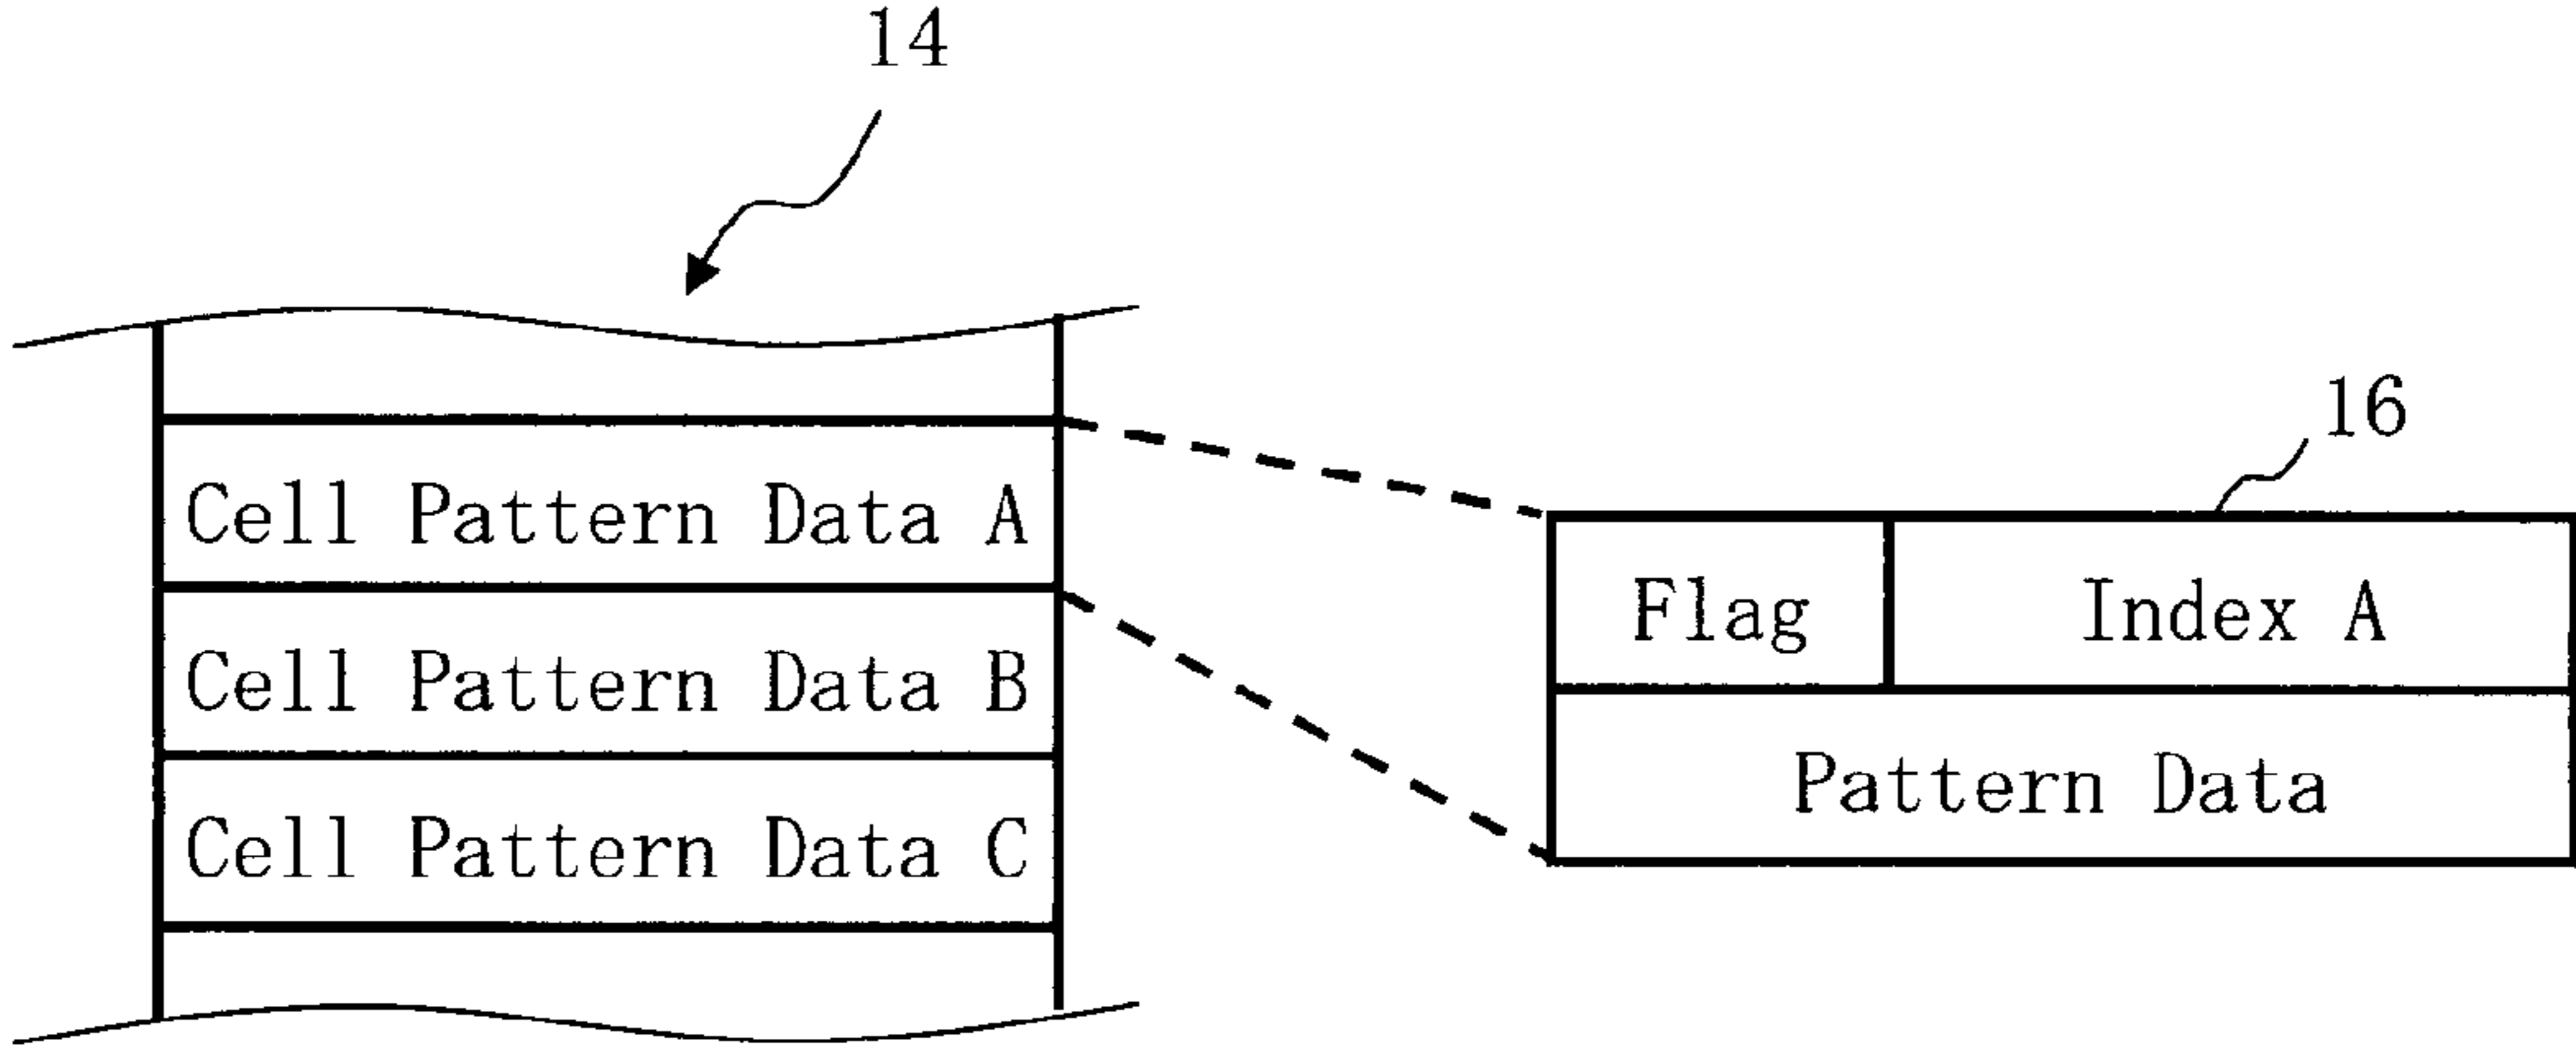 14
Cell Pattern Data A
Cell Pattern Data B
Cell Pattern Data C
16
Flag Index A
Pattern Data